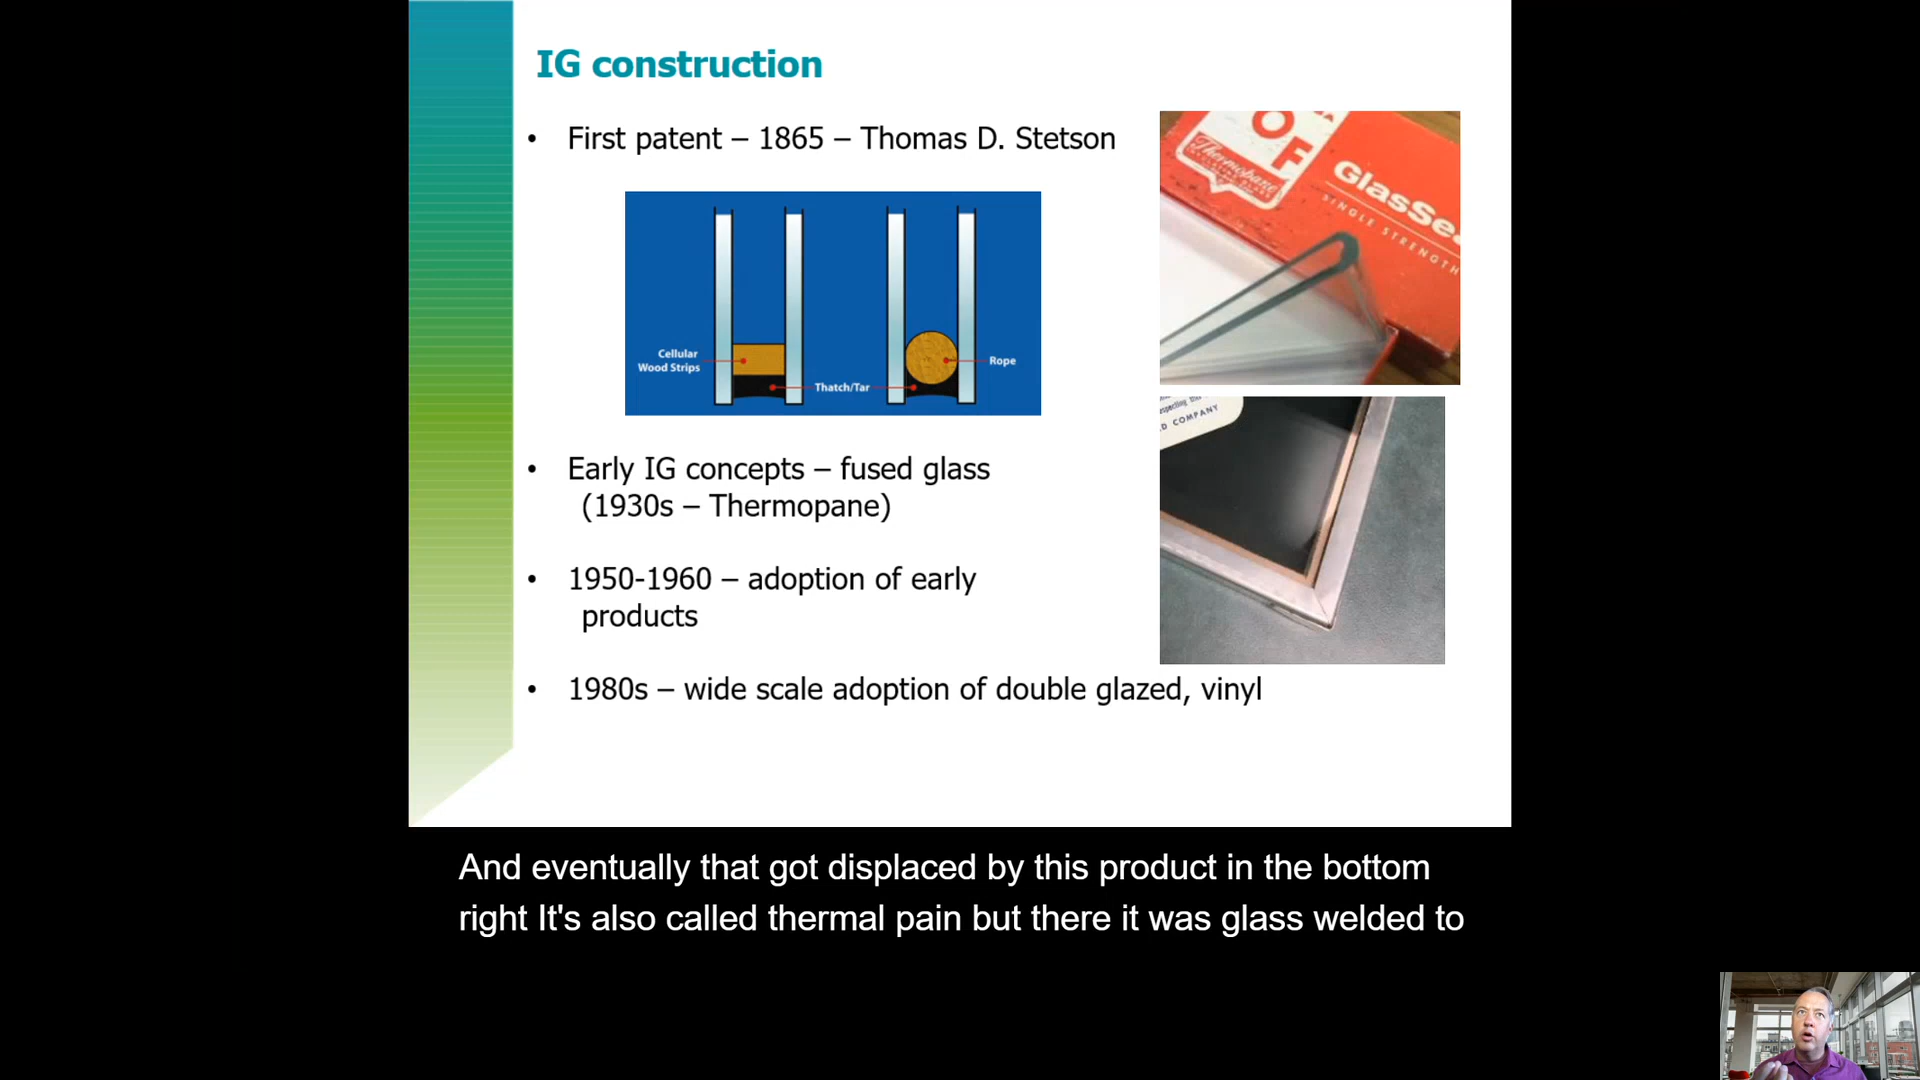 IG construction
• First patent – 1865 – Thomas D. Stetson
Cellular
Wood Strips
Thatch/Tar
Rope
OF
Thermopane
GlasSe
SINGLE STRENGTH
COMPANY
• Early IG concepts – fused glass
(1930s – Thermopane)
• 1950-1960 – adoption of early
products
• 1980s – wide scale adoption of double glazed, vinyl
And eventually that got displaced by this product in the bottom
right It's also called thermal pain but there it was glass welded to